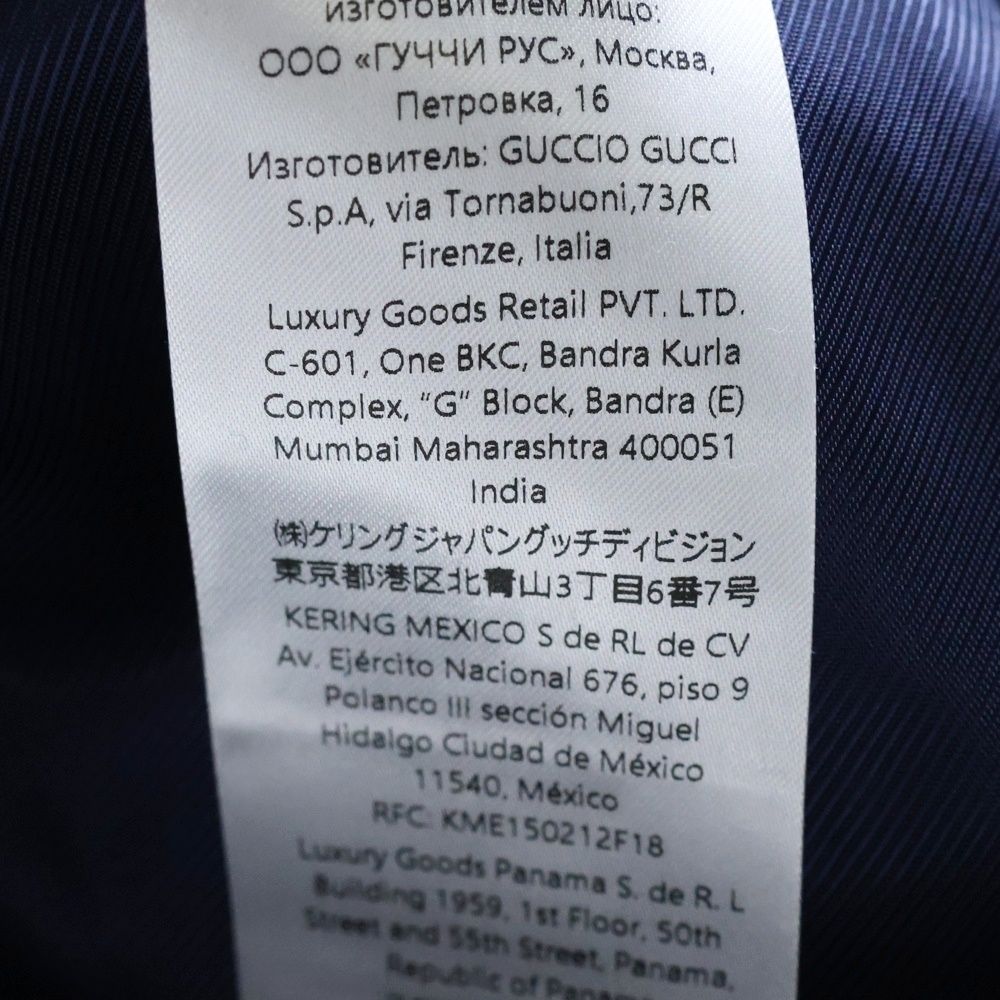 изготовителем лицо:
ООО «ГУЧЧИ РУС», Москва,
Петровка, 16
Изготовитель: GUCCIO GUCCI
S.p.A, via Tornabuoni,73/R
Firenze, Italia
Luxury Goods Retail PVT. LTD.
C-601, One BKC, Bandra Kurla
Complex, "G" Block, Bandra (E)
Mumbai Maharashtra 400051
India
㈱ケリングジャパングッチディビジョン
東京都港区北青山3丁目6番7号
KERING MEXICO S de RL de CV
Av. Ejército Nacional 676, piso 9
Polanco III sección Miguel
Hidalgo Ciudad de México
11540, México
RFC: KME150212F18
Luxury Goods Panama S. de R. L
Building 1959, 1st Floor, 50th
Street and 55th Street, Panama,
Republic of Panama